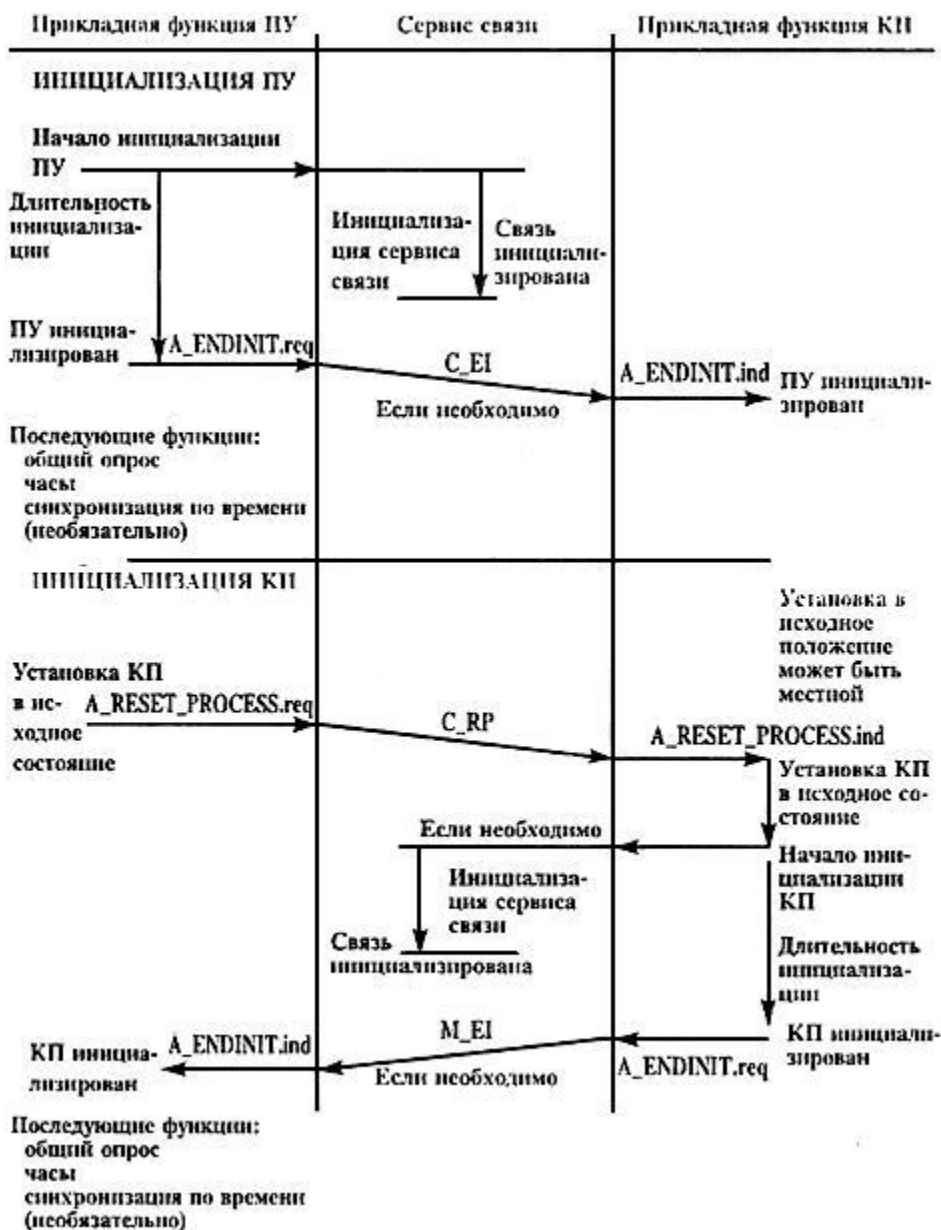 Прикладная функция ПУ
Сервис связи
Прикладная функция КП
ИНИЦИАЛИЗАЦИЯ ПУ
Начало инициализации
ПУ
Длительность
инициализа-
ции
Инициализа-
ция сервиса
связи
Связь
инициали-
зирована
ПУ инициа-
лизирован
A_ENDINIT.req
C_EI
Если необходимо
A_ENDINIT.ind
ПУ инициали-
зирован
Последующие функции:
общий опрос
часы
синхронизация по времени
(необязательно)
ИНИЦИАЛИЗАЦИЯ КП
Установка в
исходное
положение
может быть
местной
Установка КП
в ис-
ходное
состояние
A_RESET_PROCESS.req
C_RP
A_RESET_PROCESS.ind
Установка КП
в исходное со-
стояние
Если необходимо
Начало ини-
циализации
КП
Инициализа-
ция сервиса
связи
Связь
инициализирована
Длительность
инициализа-
ции
КП инициа-
лизирован
A_ENDINIT.ind
M_EI
Если необходимо
A_ENDINIT.req
КП инициали-
зирован
Последующие функции:
общий опрос
часы
синхронизация по времени
(необязательно)